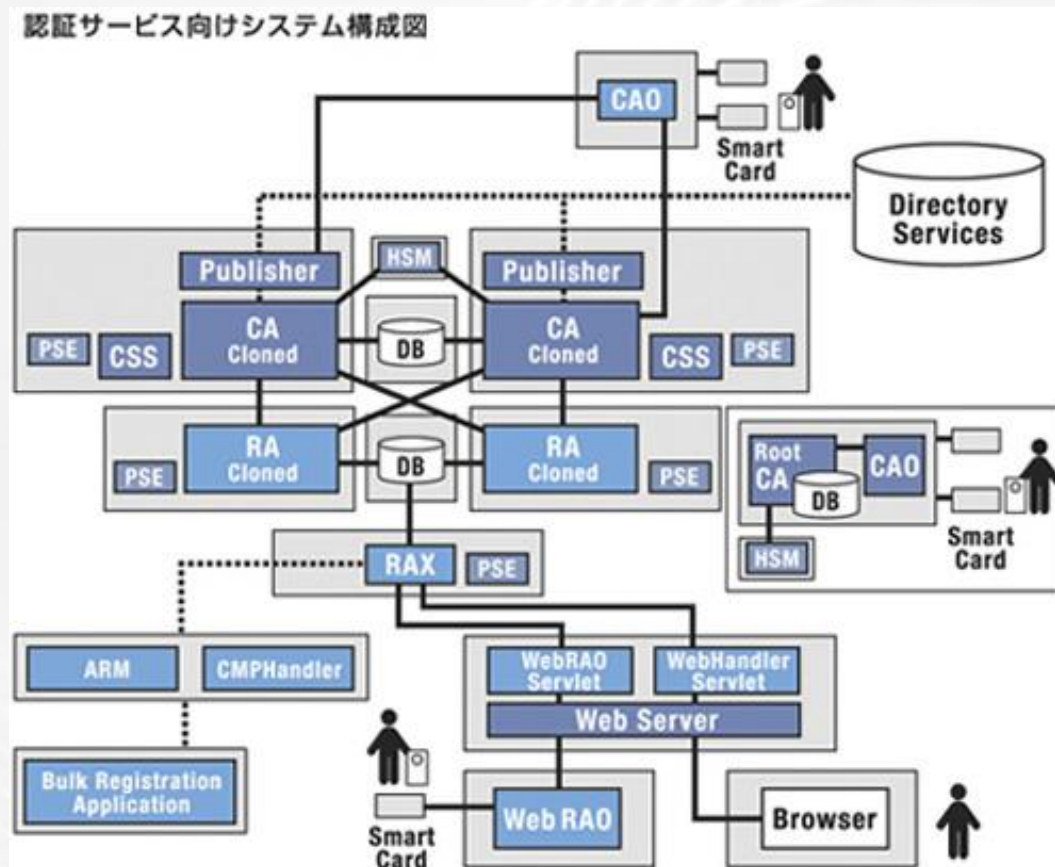 認証サービス向けシステム構成図
CAO
Smart
Card
Directory
Services
Publisher
HSM
Publisher
PSE
CSS
CA
Cloned
DB
CA
Cloned
CSS
PSE
PSE
RA
Cloned
DB
RA
Cloned
PSE
Root
CA
DB
CAO
HSM
Smart
Card
RAX
PSE
ARM
CMPHandler
WebRAO
Servlet
WebHandler
Servlet
Web Server
Bulk Registration
Application
Smart
Card
Web RAO
Browser